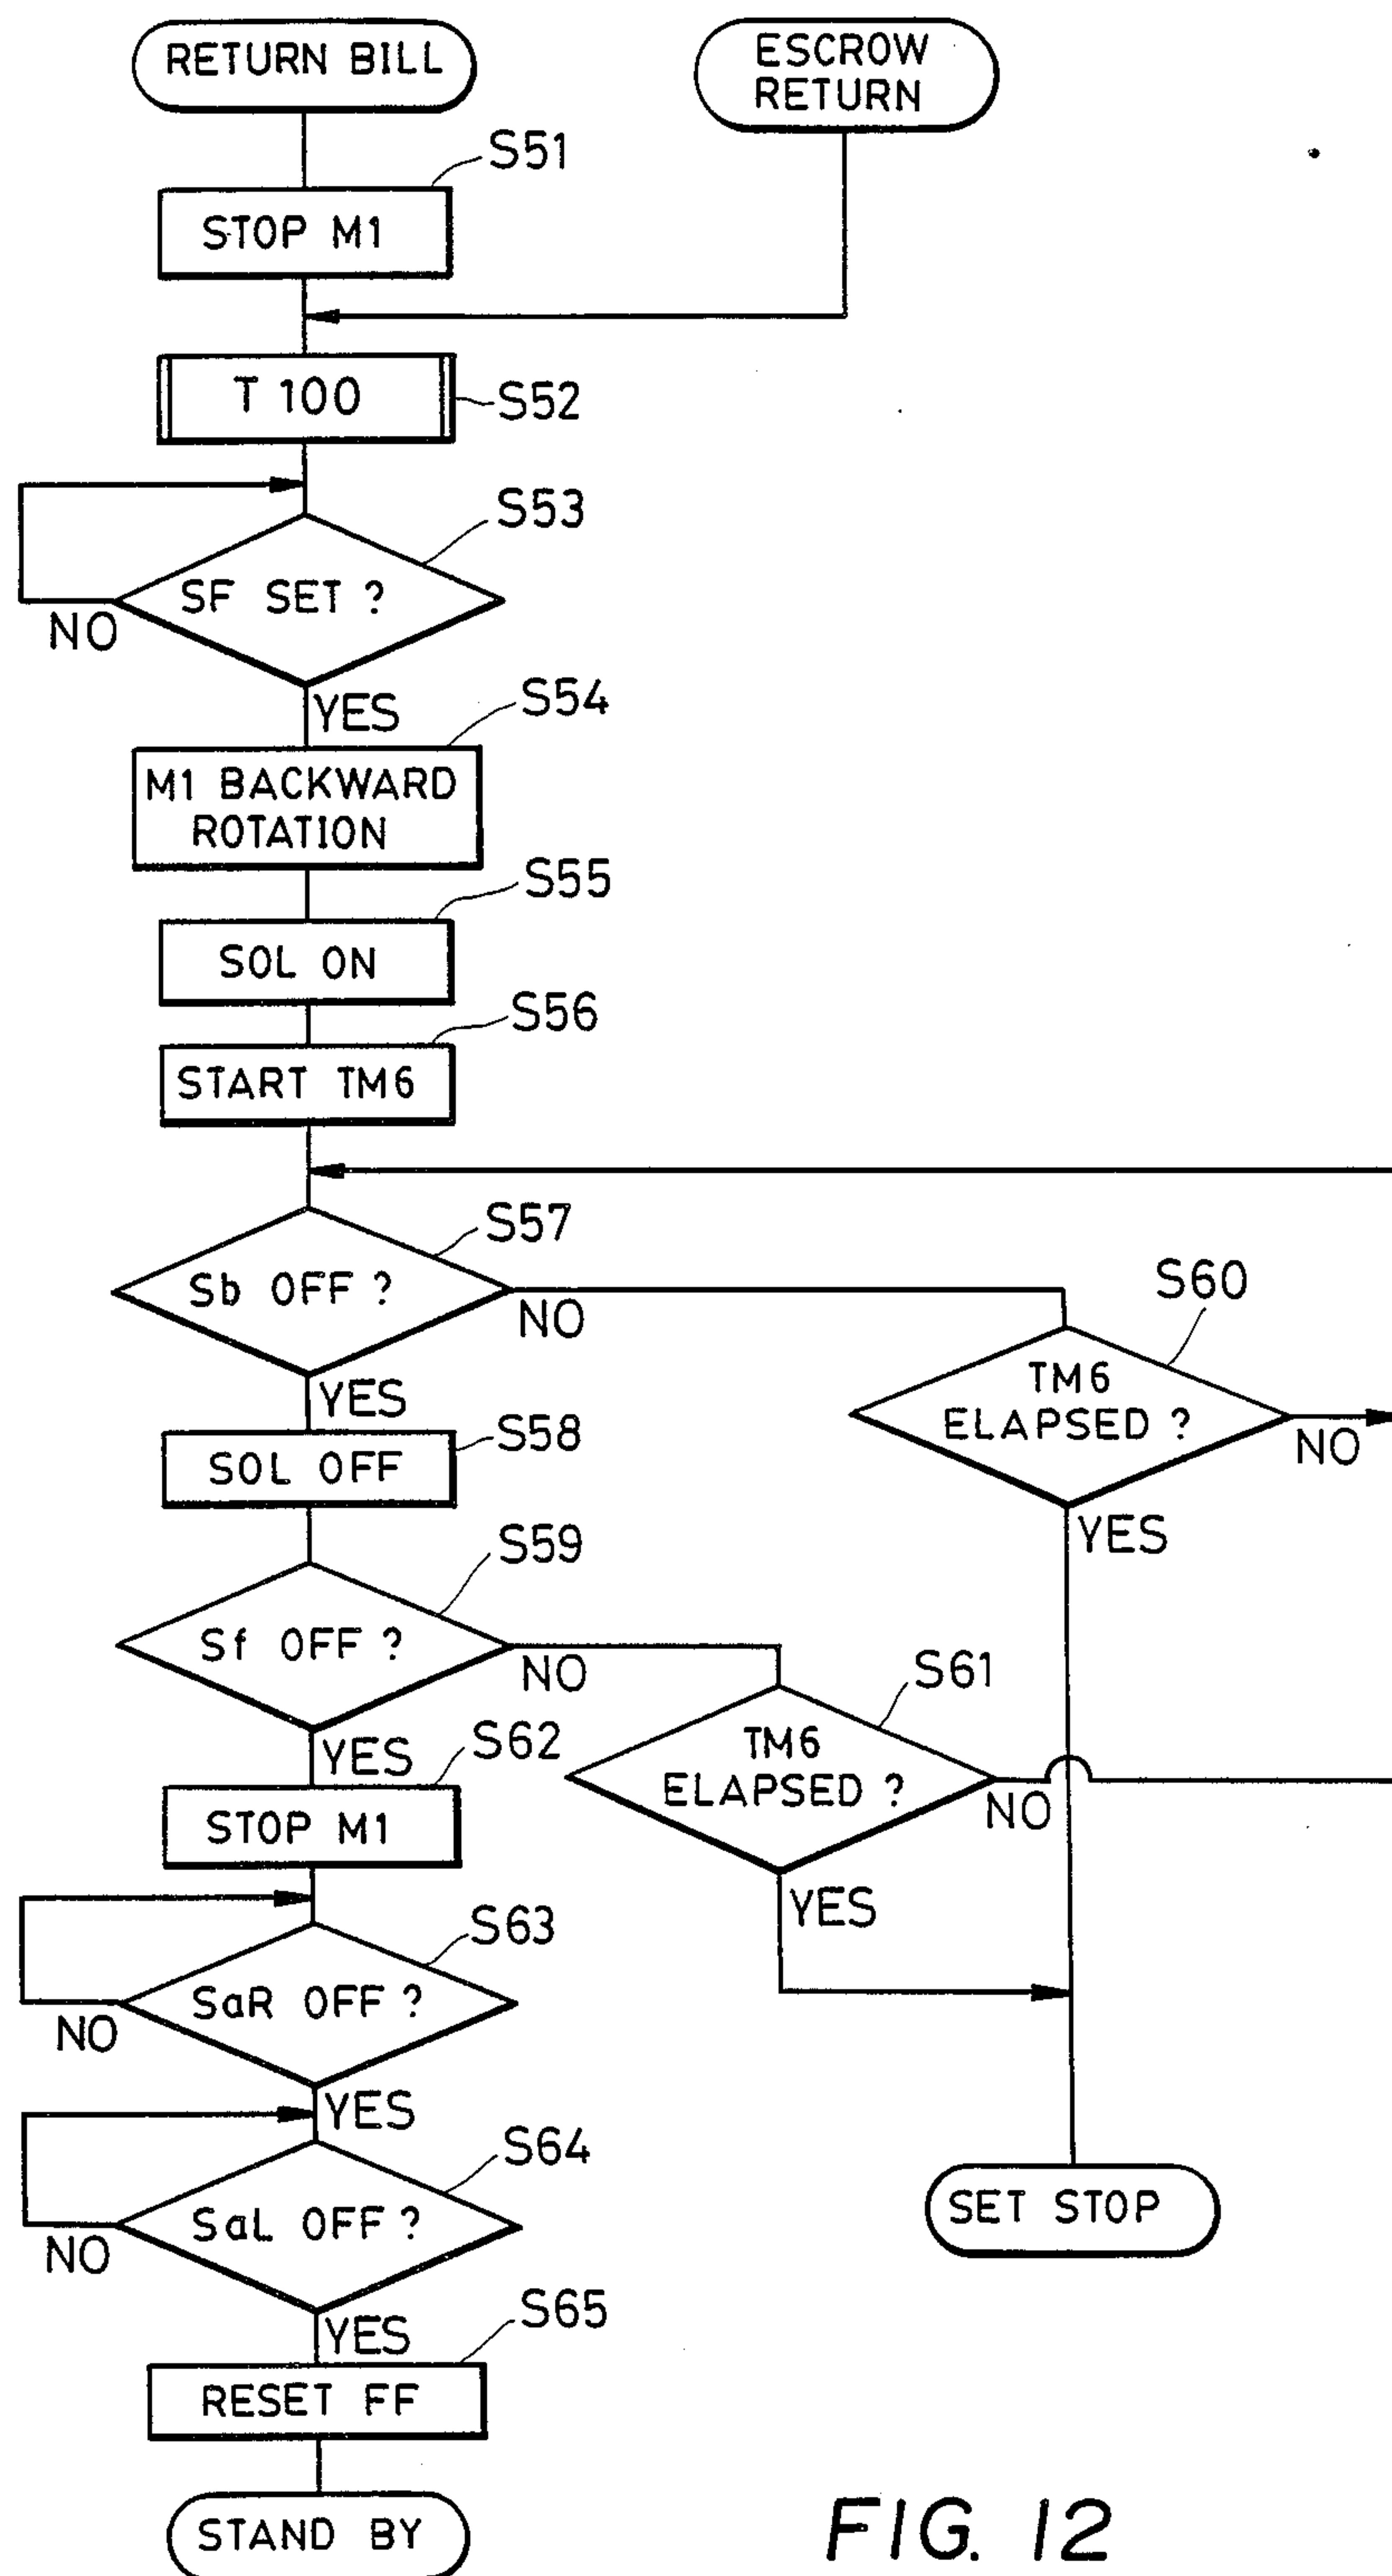 RETURN BILL
ESCROW
RETURN
S51
STOP M1
T 100
S52
S53
SF SET ?
NO
YES
S54
M1 BACKWARD
ROTATION
S55
SOL ON
S56
START TM6
S57
Sb OFF ?
NO
S60
TM6
ELAPSED ?
NO
YES
YES
S58
SOL OFF
S59
Sf OFF ?
NO
S61
TM6
ELAPSED ?
NO
YES
YES
S62
STOP M1
S63
SaR OFF ?
NO
YES
S64
SaL OFF ?
NO
SET STOP
YES
S65
RESET FF
STAND BY
FIG. 12